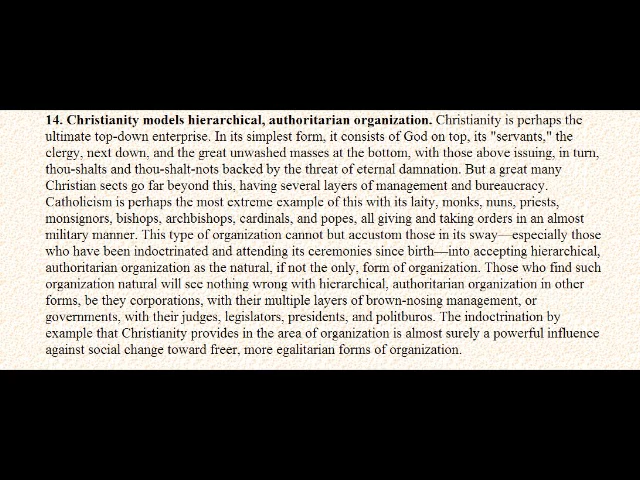 14. Christianity models hierarchical, authoritarian organization. Christianity is perhaps the
ultimate top-down enterprise. In its simplest form, it consists of God on top, its "servants," the
clergy, next down, and the great unwashed masses at the bottom, with those above issuing, in turn,
thou-shalts and thou-shalt-nots backed by the threat of eternal damnation. But a great many
Christian sects go far beyond this, having several layers of management and bureaucracy.
Catholicism is perhaps the most extreme example of this with its laity, monks, nuns, priests,
monsignors, bishops, archbishops, cardinals, and popes, all giving and taking orders in an almost
military manner. This type of organization cannot but accustom those in its sway—especially those
who have been indoctrinated and attending its ceremonies since birth—into accepting hierarchical,
authoritarian organization as the natural, if not the only, form of organization. Those who find such
organization natural will see nothing wrong with hierarchical, authoritarian organization in other
forms, be they corporations, with their multiple layers of brown-nosing management, or
governments, with their judges, legislators, presidents, and politburos. The indoctrination by
example that Christianity provides in the area of organization is almost surely a powerful influence
against social change toward freer, more egalitarian forms of organization.